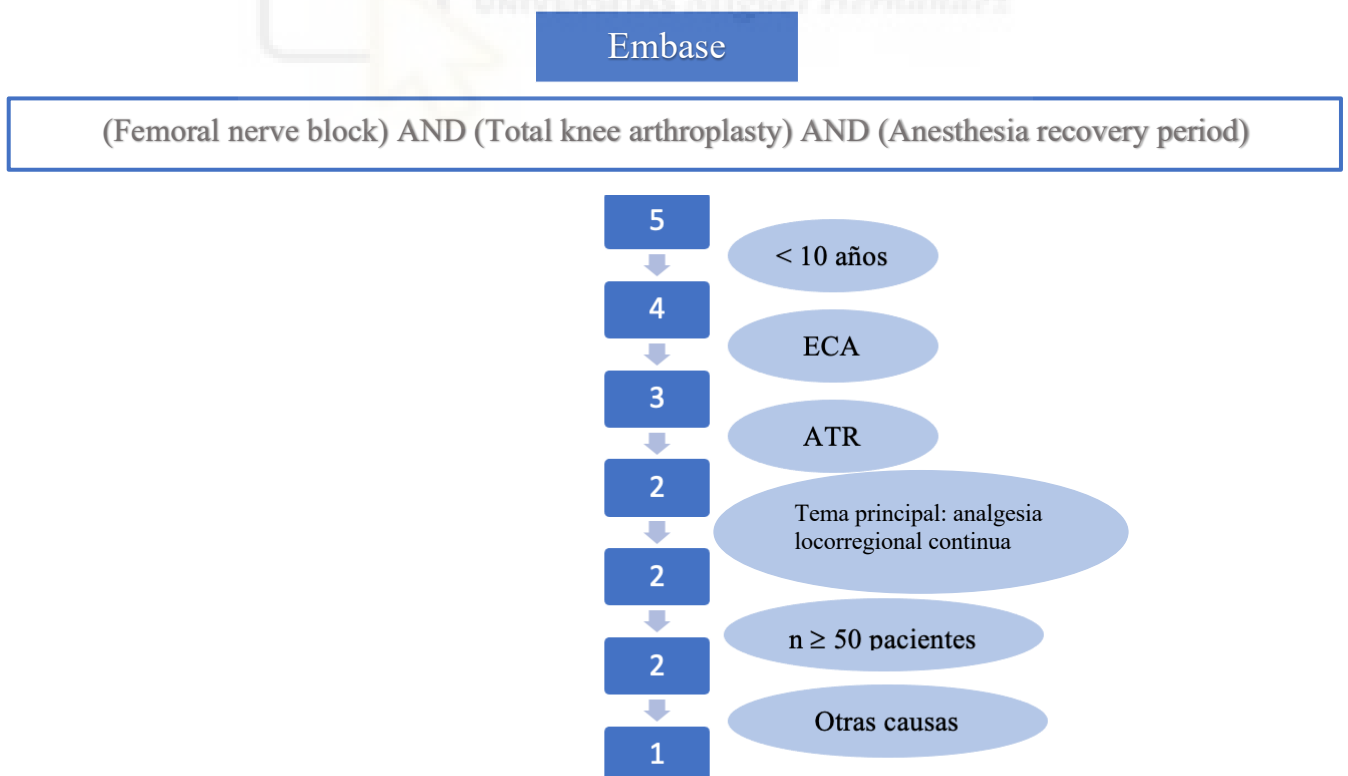 Embase
(Femoral nerve block) AND (Total knee arthroplasty) AND (Anesthesia recovery period)
5
< 10 años
4
ECA
3
ATR
2
Tema principal: analgesia
locorregional continua
2
n ≥ 50 pacientes
2
Otras causas
1